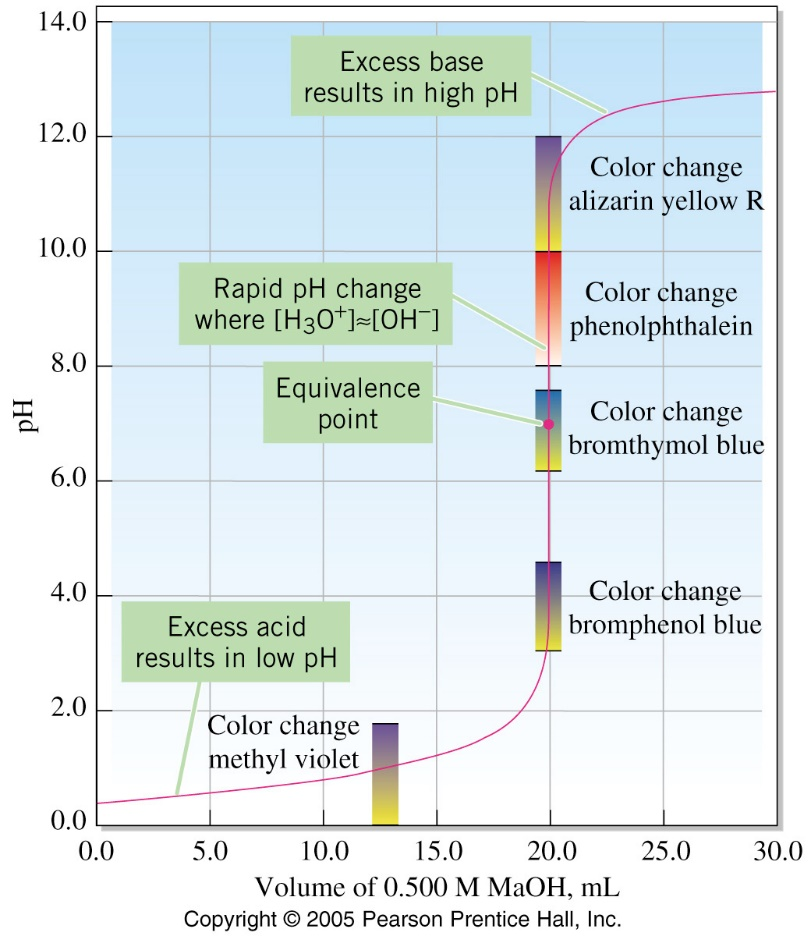 14.0
12.0
10.0
8.0
6.0
4.0
2.0
0.0
pH
Excess base
results in high pH
Color change
alizarin yellow R
Rapid pH change
where [H₃O⁺]≈[OH⁻]
Color change
phenolphthalein
Equivalence
point
Color change
bromthymol blue
Color change
bromphenol blue
Excess acid
results in low pH
Color change
methyl violet
0.0 5.0 10.0 15.0 20.0 25.0 30.0
Volume of 0.500 M MaOH, mL
Copyright © 2005 Pearson Prentice Hall, Inc.